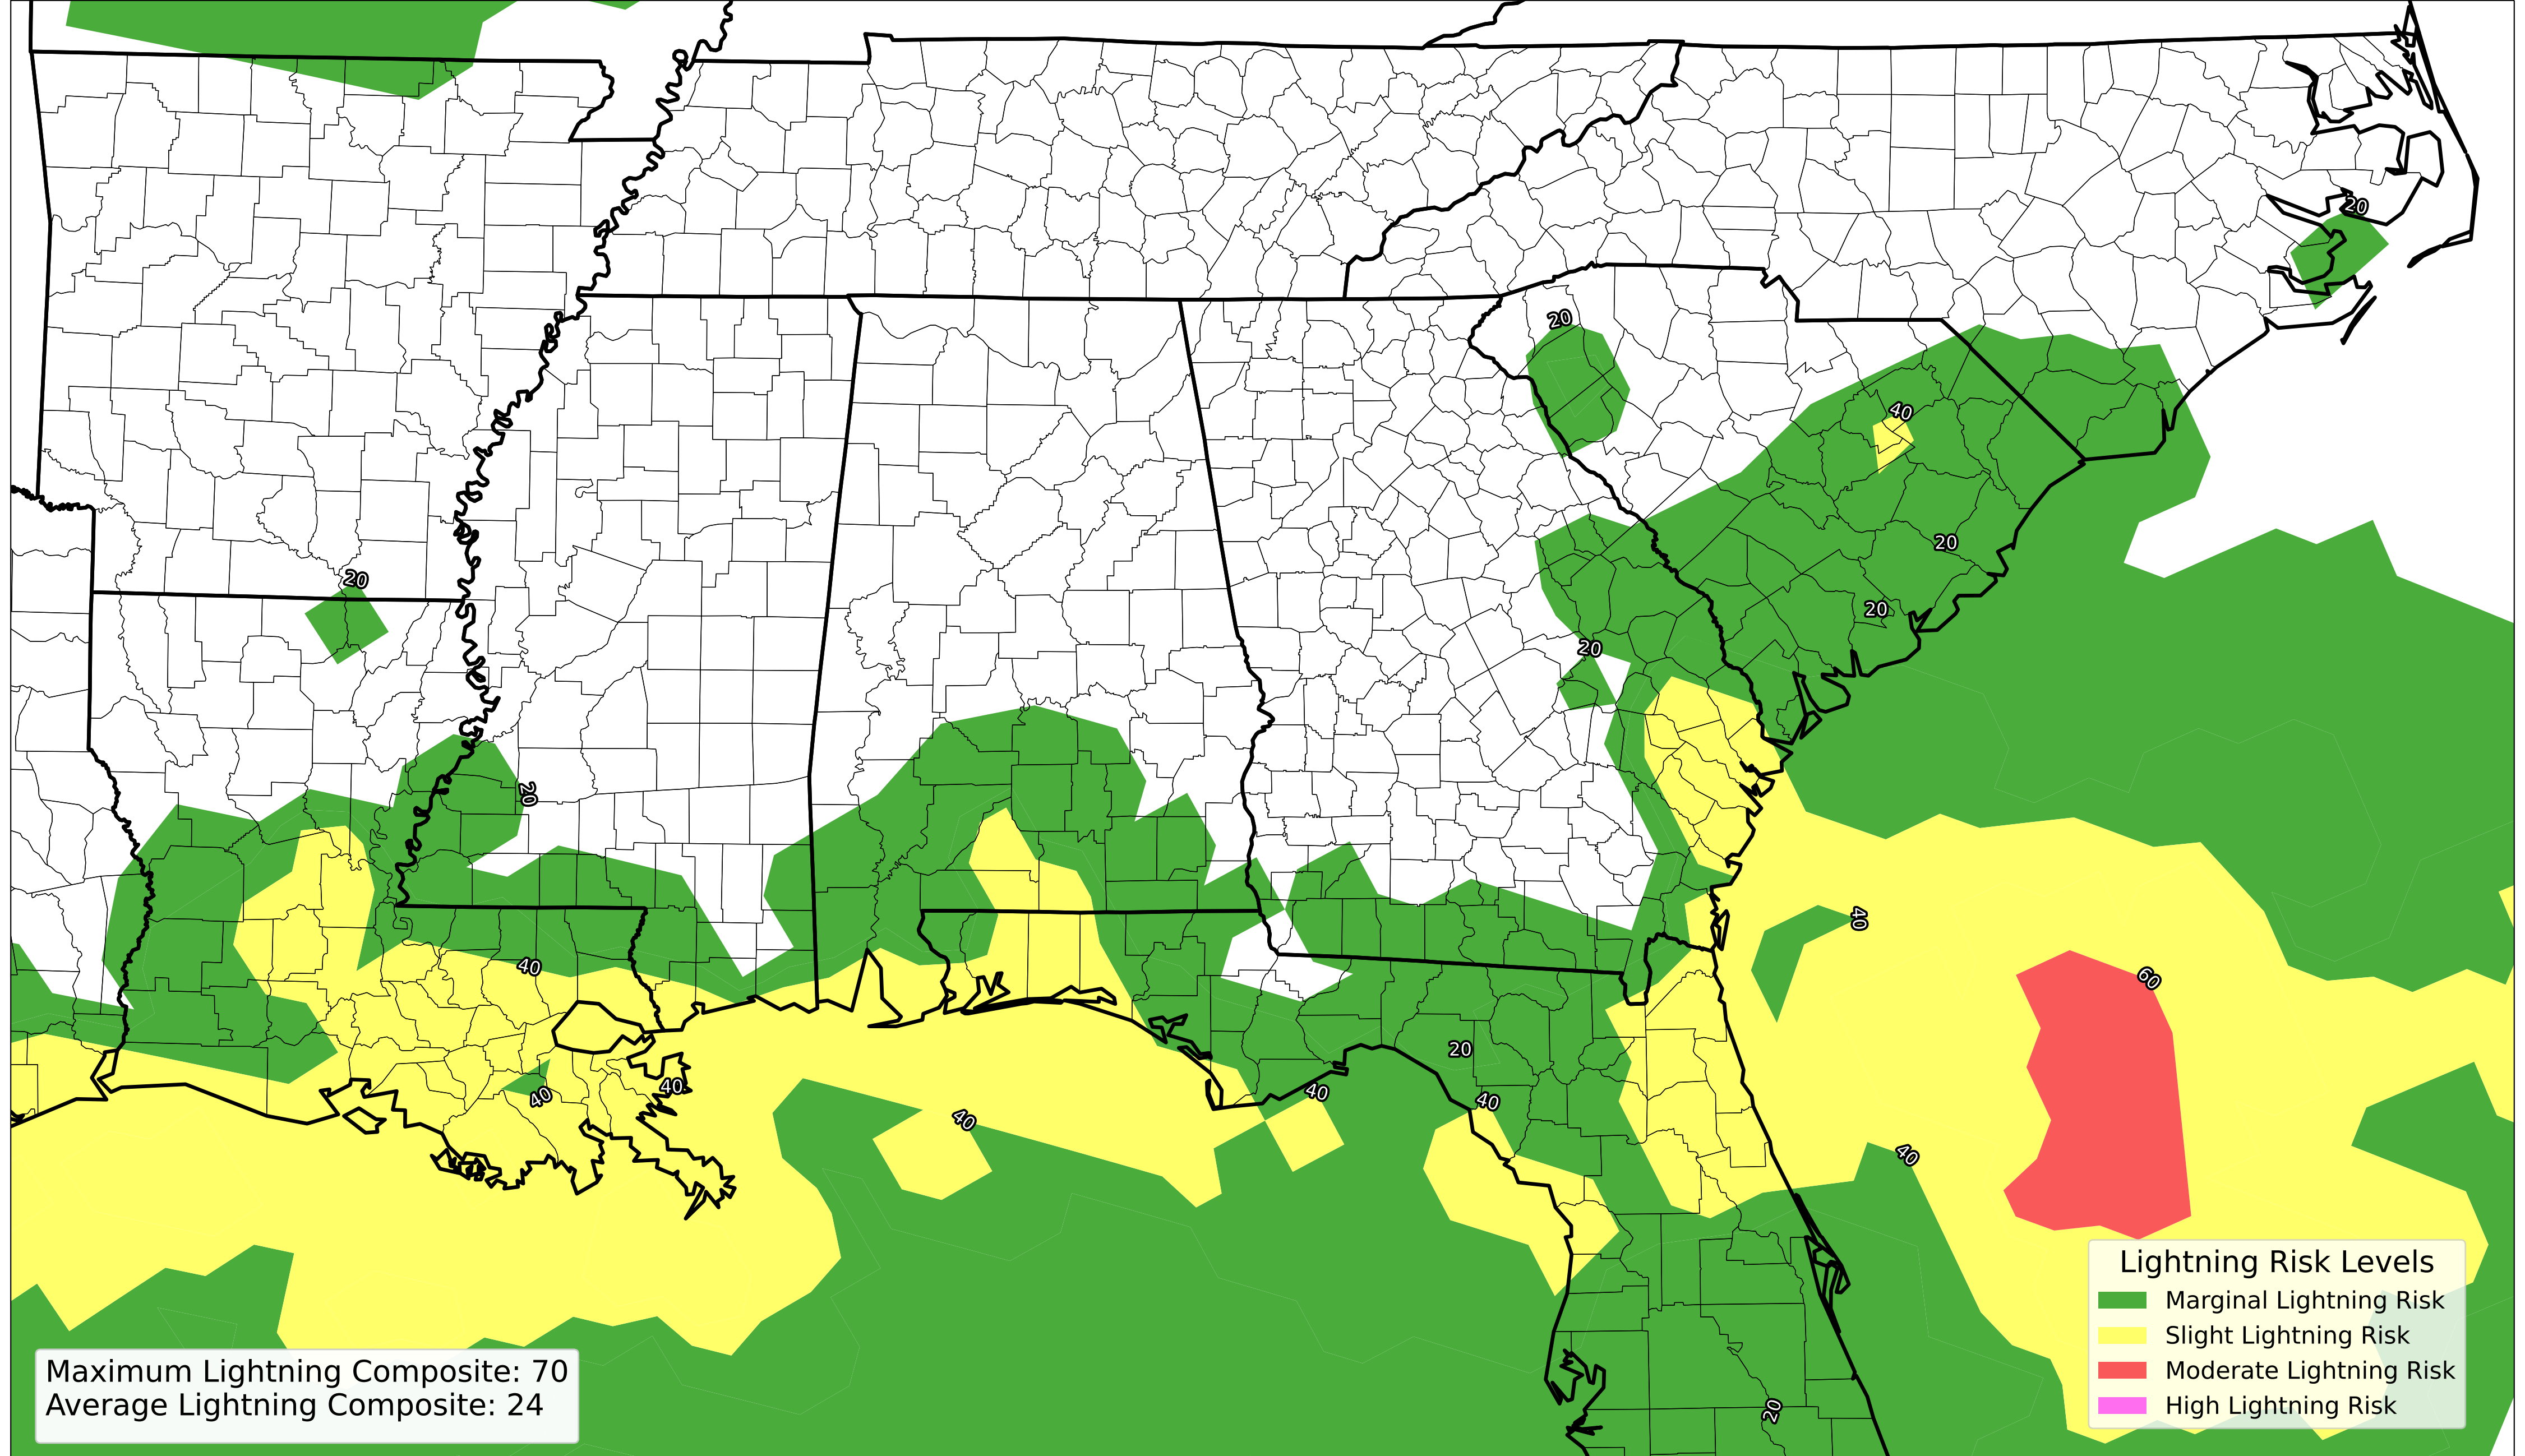 20
20
40
20
20
20
20
20
40
40
60
40
20
40
40
40
40
40
40
20
Lightning Risk Levels
Marginal Lightning Risk
Slight Lightning Risk
Moderate Lightning Risk
High Lightning Risk
Maximum Lightning Composite: 70
Average Lightning Composite: 24